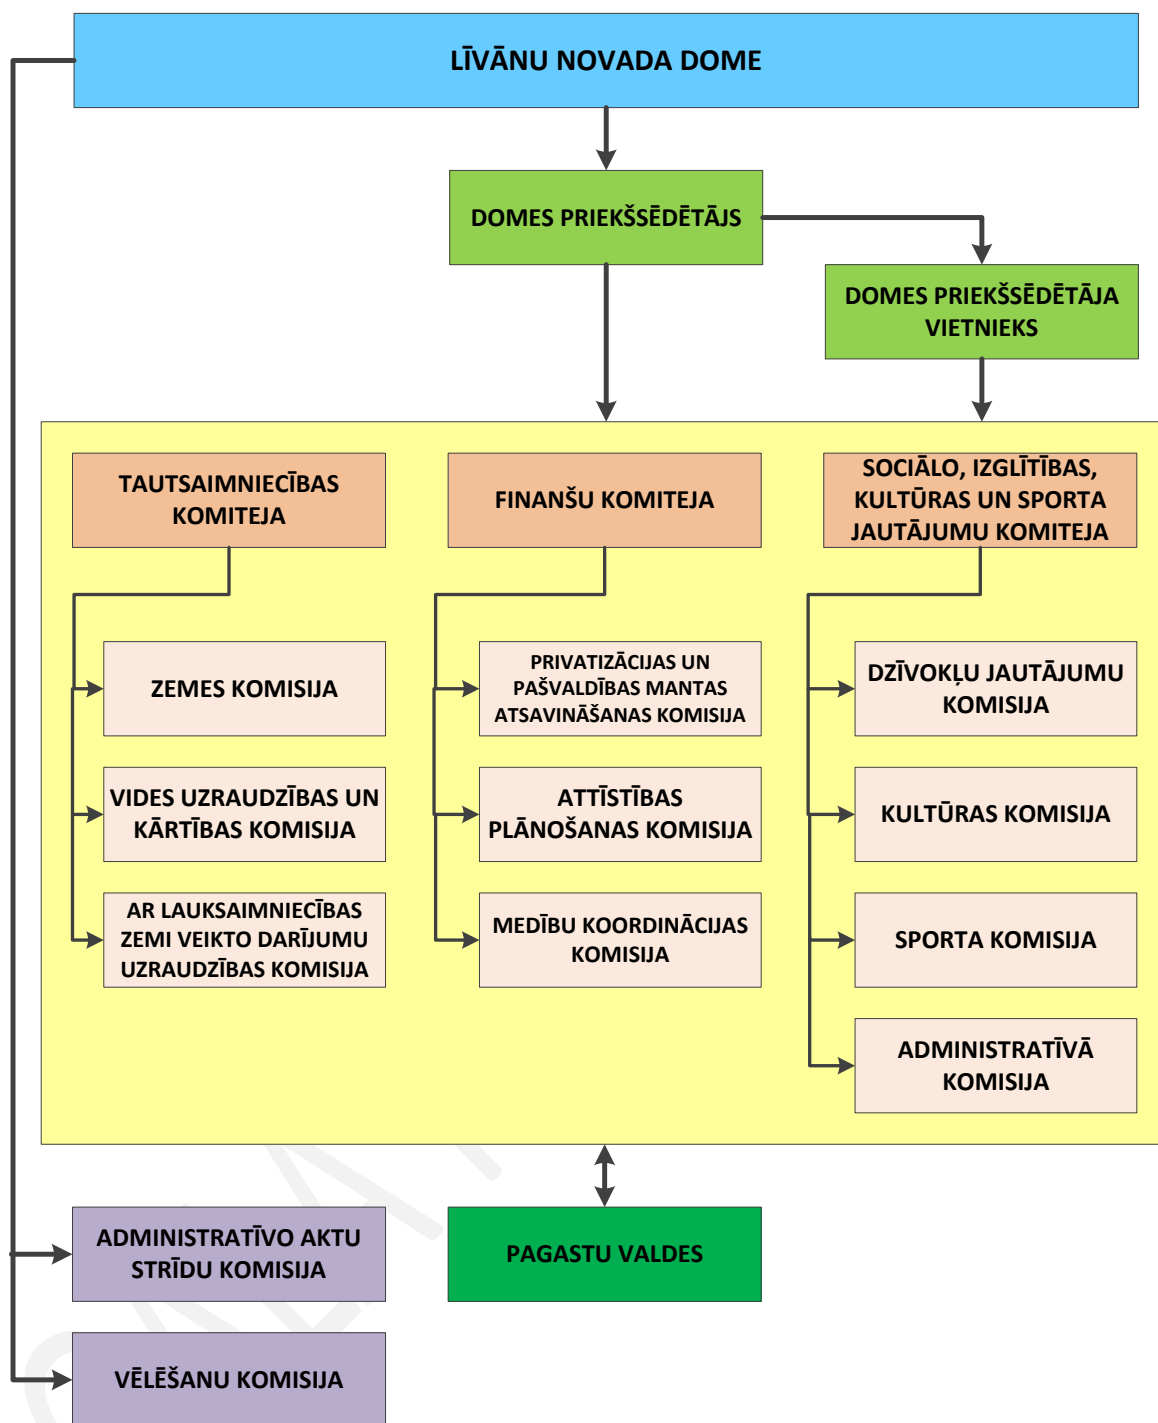 LĪVĀNU NOVADA DOME
DOMES PRIEKŠSĒDĒTĀJS
DOMES PRIEKŠSĒDĒTĀJA
VIETNIEKS
TAUTSAIMNIECĪBAS
KOMITEJA
FINANŠU KOMITEJA
SOCIĀLO, IZGLĪTĪBAS,
KULTŪRAS UN SPORTA
JAUTĀJUMU KOMITEJA
ZEMES KOMISIJA
VIDES UZRAUDZĪBAS UN
KĀRTĪBAS KOMISIJA
AR LAUKSAIMNIECĪBAS
ZEMI VEIKTO DARĪJUMU
UZRAUDZĪBAS KOMISIJA
PRIVATIZĀCIJAS UN
PAŠVALDĪBAS MANTAS
ATSAVINĀŠANAS KOMISIJA
ATTĪSTĪBAS
PLĀNOŠANAS KOMISIJA
MEDĪBU KOORDINĀCIJAS
KOMISIJA
DZĪVOKĻU JAUTĀJUMU
KOMISIJA
KULTŪRAS KOMISIJA
SPORTA KOMISIJA
ADMINISTRATĪVĀ
KOMISIJA
ADMINISTRATĪVO AKTU
STRĪDU KOMISIJA
PAGASTU VALDES
VĒLĒŠANU KOMISIJA